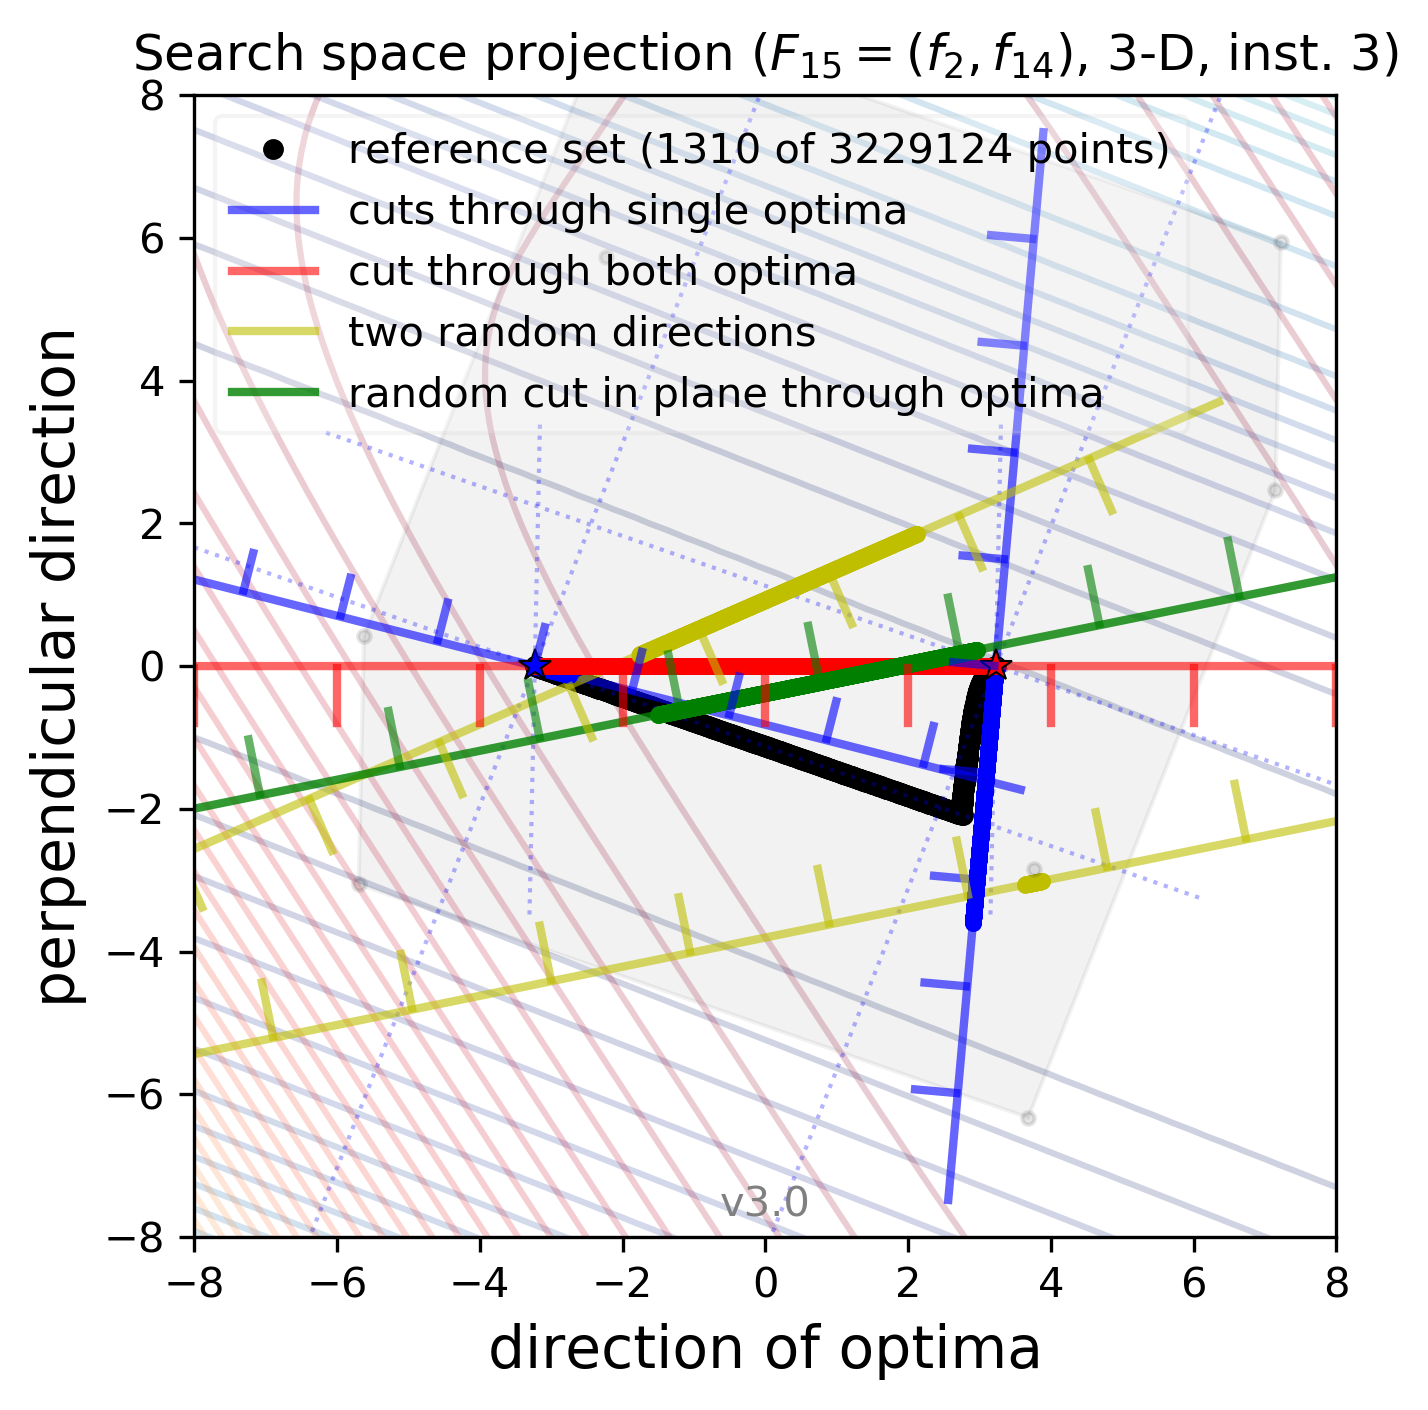 Search space projection (F₁₅ = (f₂, f₁₄), 3-D, inst. 3)
8
6
4
2
0
−2
−4
−6
−8
perpendicular direction
reference set (1310 of 3229124 points)
cuts through single optima
cut through both optima
two random directions
random cut in plane through optima
v3.0
−8 −6 −4 −2 0 2 4 6 8
direction of optima